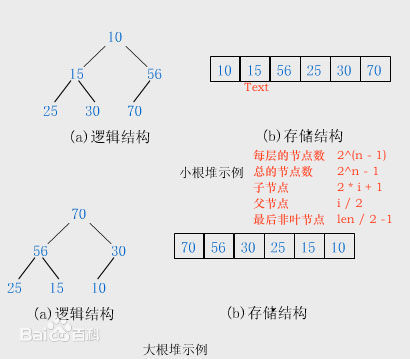 10
15 56
25 30 70
10 15 56 25 30 70
Text
(a)逻辑结构
(b)存储结构
小根堆示例
每层的节点数 2^(n - 1)
总的节点数 2^n - 1
子节点 2 * i + 1
父节点 i / 2
最后非叶节点 len / 2 -1
70
56 30
25 15 10
70 56 30 25 15 10
(a)逻辑结构
(b)存储结构
Bai百科
大根堆示例